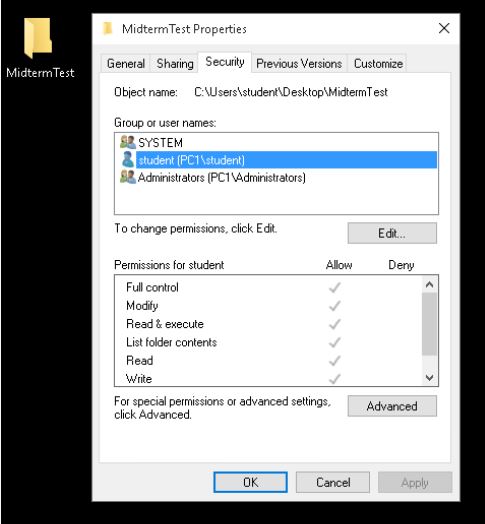 MidtermTest
MidtermTest Properties
General Sharing Security Previous Versions Customize
Object name: C:\Users\student\Desktop\MidtermTest
Group or user names:
SYSTEM
student (PC1\student)
Administrators (PC1\Administrators)
To change permissions, click Edit.
Edit...
Permissions for student Allow Deny
Full control
Modify
Read & execute
List folder contents
Read
Write
For special permissions or advanced settings,
click Advanced.
Advanced
OK Cancel Apply